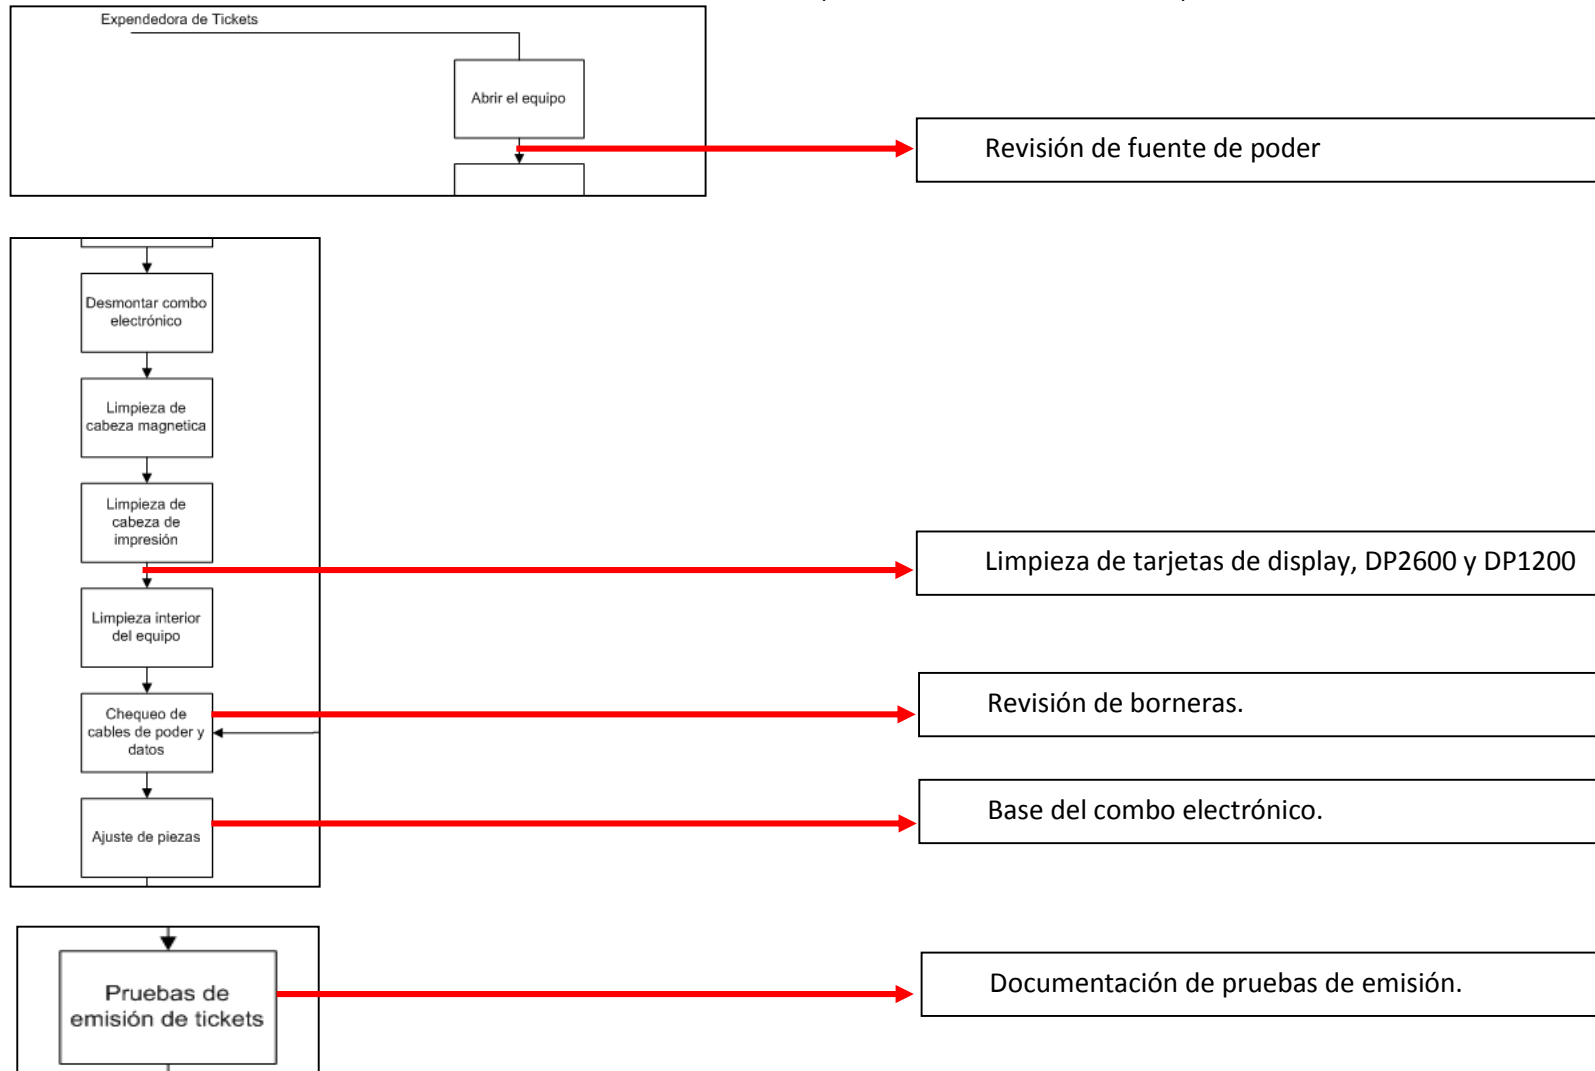 Expendedora de Tickets
Abrir el equipo
Revisión de fuente de poder
Desmontar combo
electrónico
Limpieza de
cabeza magnetica
Limpieza de
cabeza de
impresión
Limpieza de tarjetas de display, DP2600 y DP1200
Limpieza interior
del equipo
Chequeo de
cables de poder y
datos
Revisión de borneras.
Ajuste de piezas
Base del combo electrónico.
Pruebas de
emisión de tickets
Documentación de pruebas de emisión.